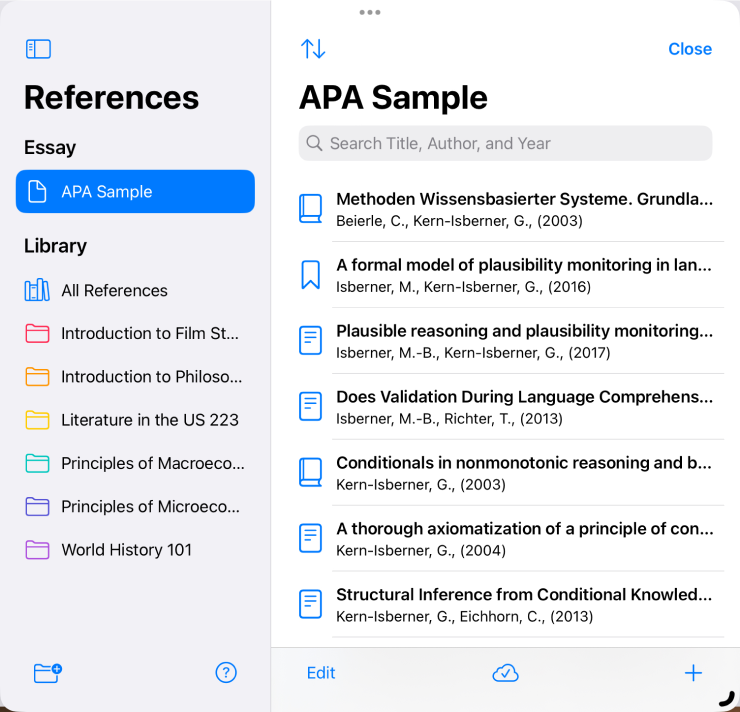 References
Essay
APA Sample
Library
All References
Introduction to Film St...
Introduction to Philoso...
Literature in the US 223
Principles of Macroeco...
Principles of Microeco...
World History 101
?
Close
APA Sample
Search Title, Author, and Year
Methoden Wissensbasierter Systeme. Grundla...
Beierle, C., Kern-Isberner, G., (2003)
A formal model of plausibility monitoring in lan...
Isberner, M., Kern-Isberner, G., (2016)
Plausible reasoning and plausibility monitoring...
Isberner, M.-B., Kern-Isberner, G., (2017)
Does Validation During Language Comprehens...
Isberner, M.-B., Richter, T., (2013)
Conditionals in nonmonotonic reasoning and b...
Kern-Isberner, G., (2003)
A thorough axiomatization of a principle of con...
Kern-Isberner, G., (2004)
Structural Inference from Conditional Knowled...
Kern-Isberner, G., Eichhorn, C., (2013)
Edit